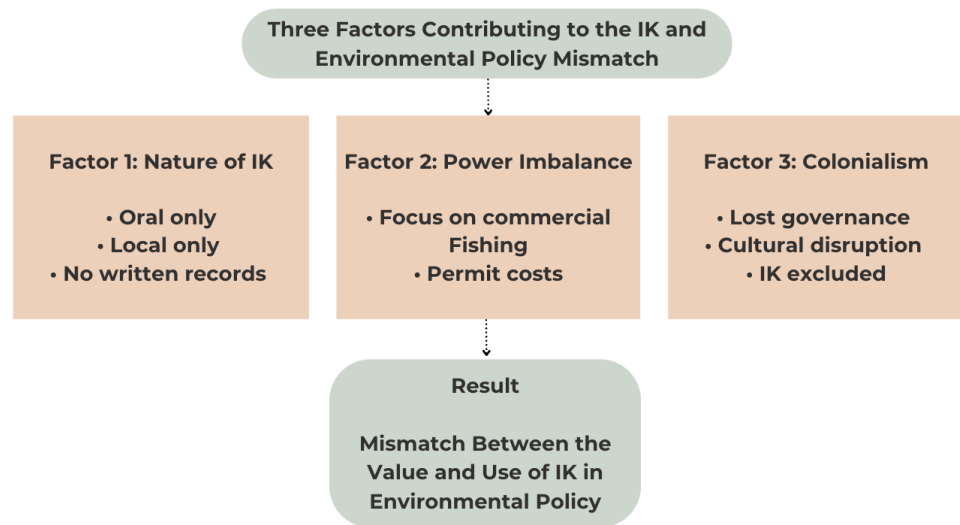 Three Factors Contributing to the IK and
Environmental Policy Mismatch
Factor 1: Nature of IK
• Oral only
• Local only
• No written records
Factor 2: Power Imbalance
• Focus on commercial
Fishing
• Permit costs
Factor 3: Colonialism
• Lost governance
• Cultural disruption
• IK excluded
Result
Mismatch Between the
Value and Use of IK in
Environmental Policy